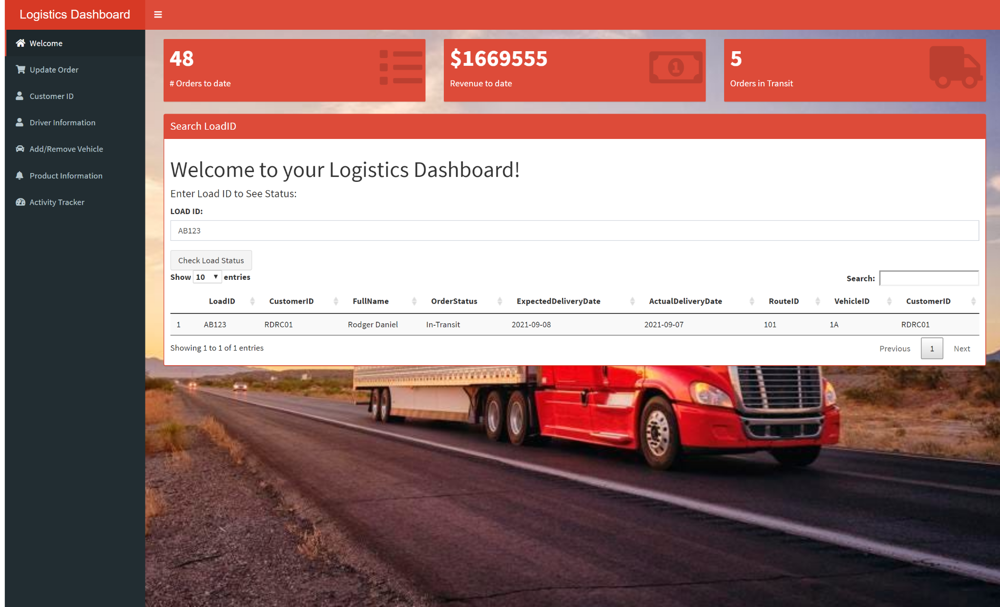 Logistics Dashboard
Welcome
Update Order
Customer ID
Driver Information
Add/Remove Vehicle
Product Information
Activity Tracker
48
# Orders to date
$1669555
1
Revenue to date
5
Orders in Transit
Search LoadID
Welcome to your Logistics Dashboard!
Enter Load ID to See Status:
LOAD ID:
AB123
Check Load Status
Show 10 entries
Search:
LoadID CustomerID FullName OrderStatus ExpectedDeliveryDate ActualDeliveryDate RouteID VehicleID CustomerID
1 AB123 RDRC01 Rodger Daniel In-Transit 2021-09-08 2021-09-07 101 1A RDRC01
Showing 1 to 1 of 1 entries
Previous 1 Next